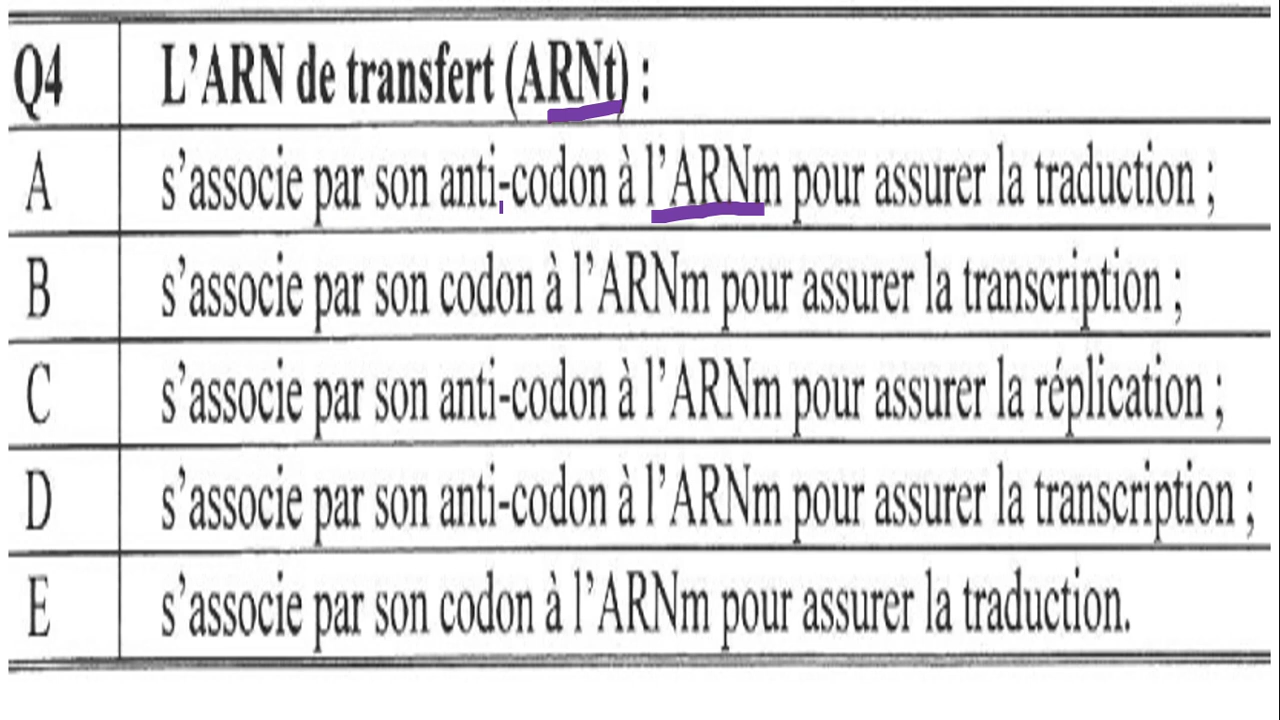 Q4 L’ARN de transfert (ARNt) :
A s’associe par son anti-codon à l’ARNm pour assurer la traduction ;
B s’associe par son codon à l’ARNm pour assurer la transcription ;
C s’associe par son anti-codon à l’ARNm pour assurer la réplication ;
D s’associe par son anti-codon à l’ARNm pour assurer la transcription ;
E s’associe par son codon à l’ARNm pour assurer la traduction.